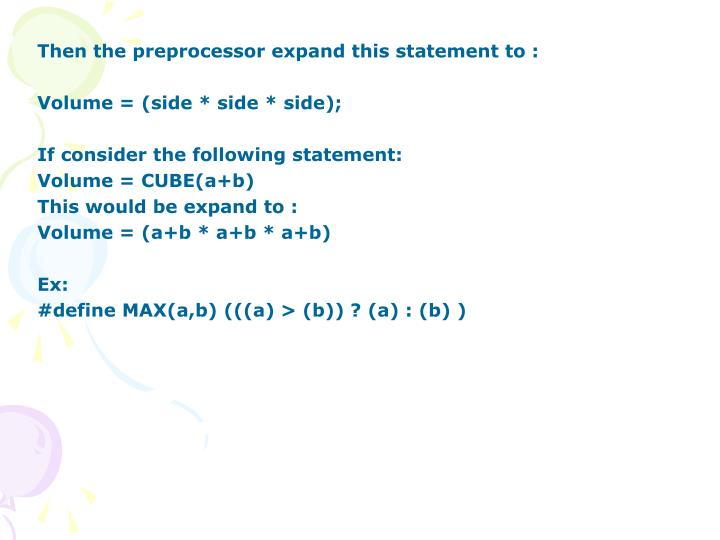 Then the preprocessor expand this statement to :
Volume = (side * side * side);
If consider the following statement:
Volume = CUBE(a+b)
This would be expand to :
Volume = (a+b * a+b * a+b)
Ex:
#define MAX(a,b) (((a) > (b)) ? (a) : (b) )